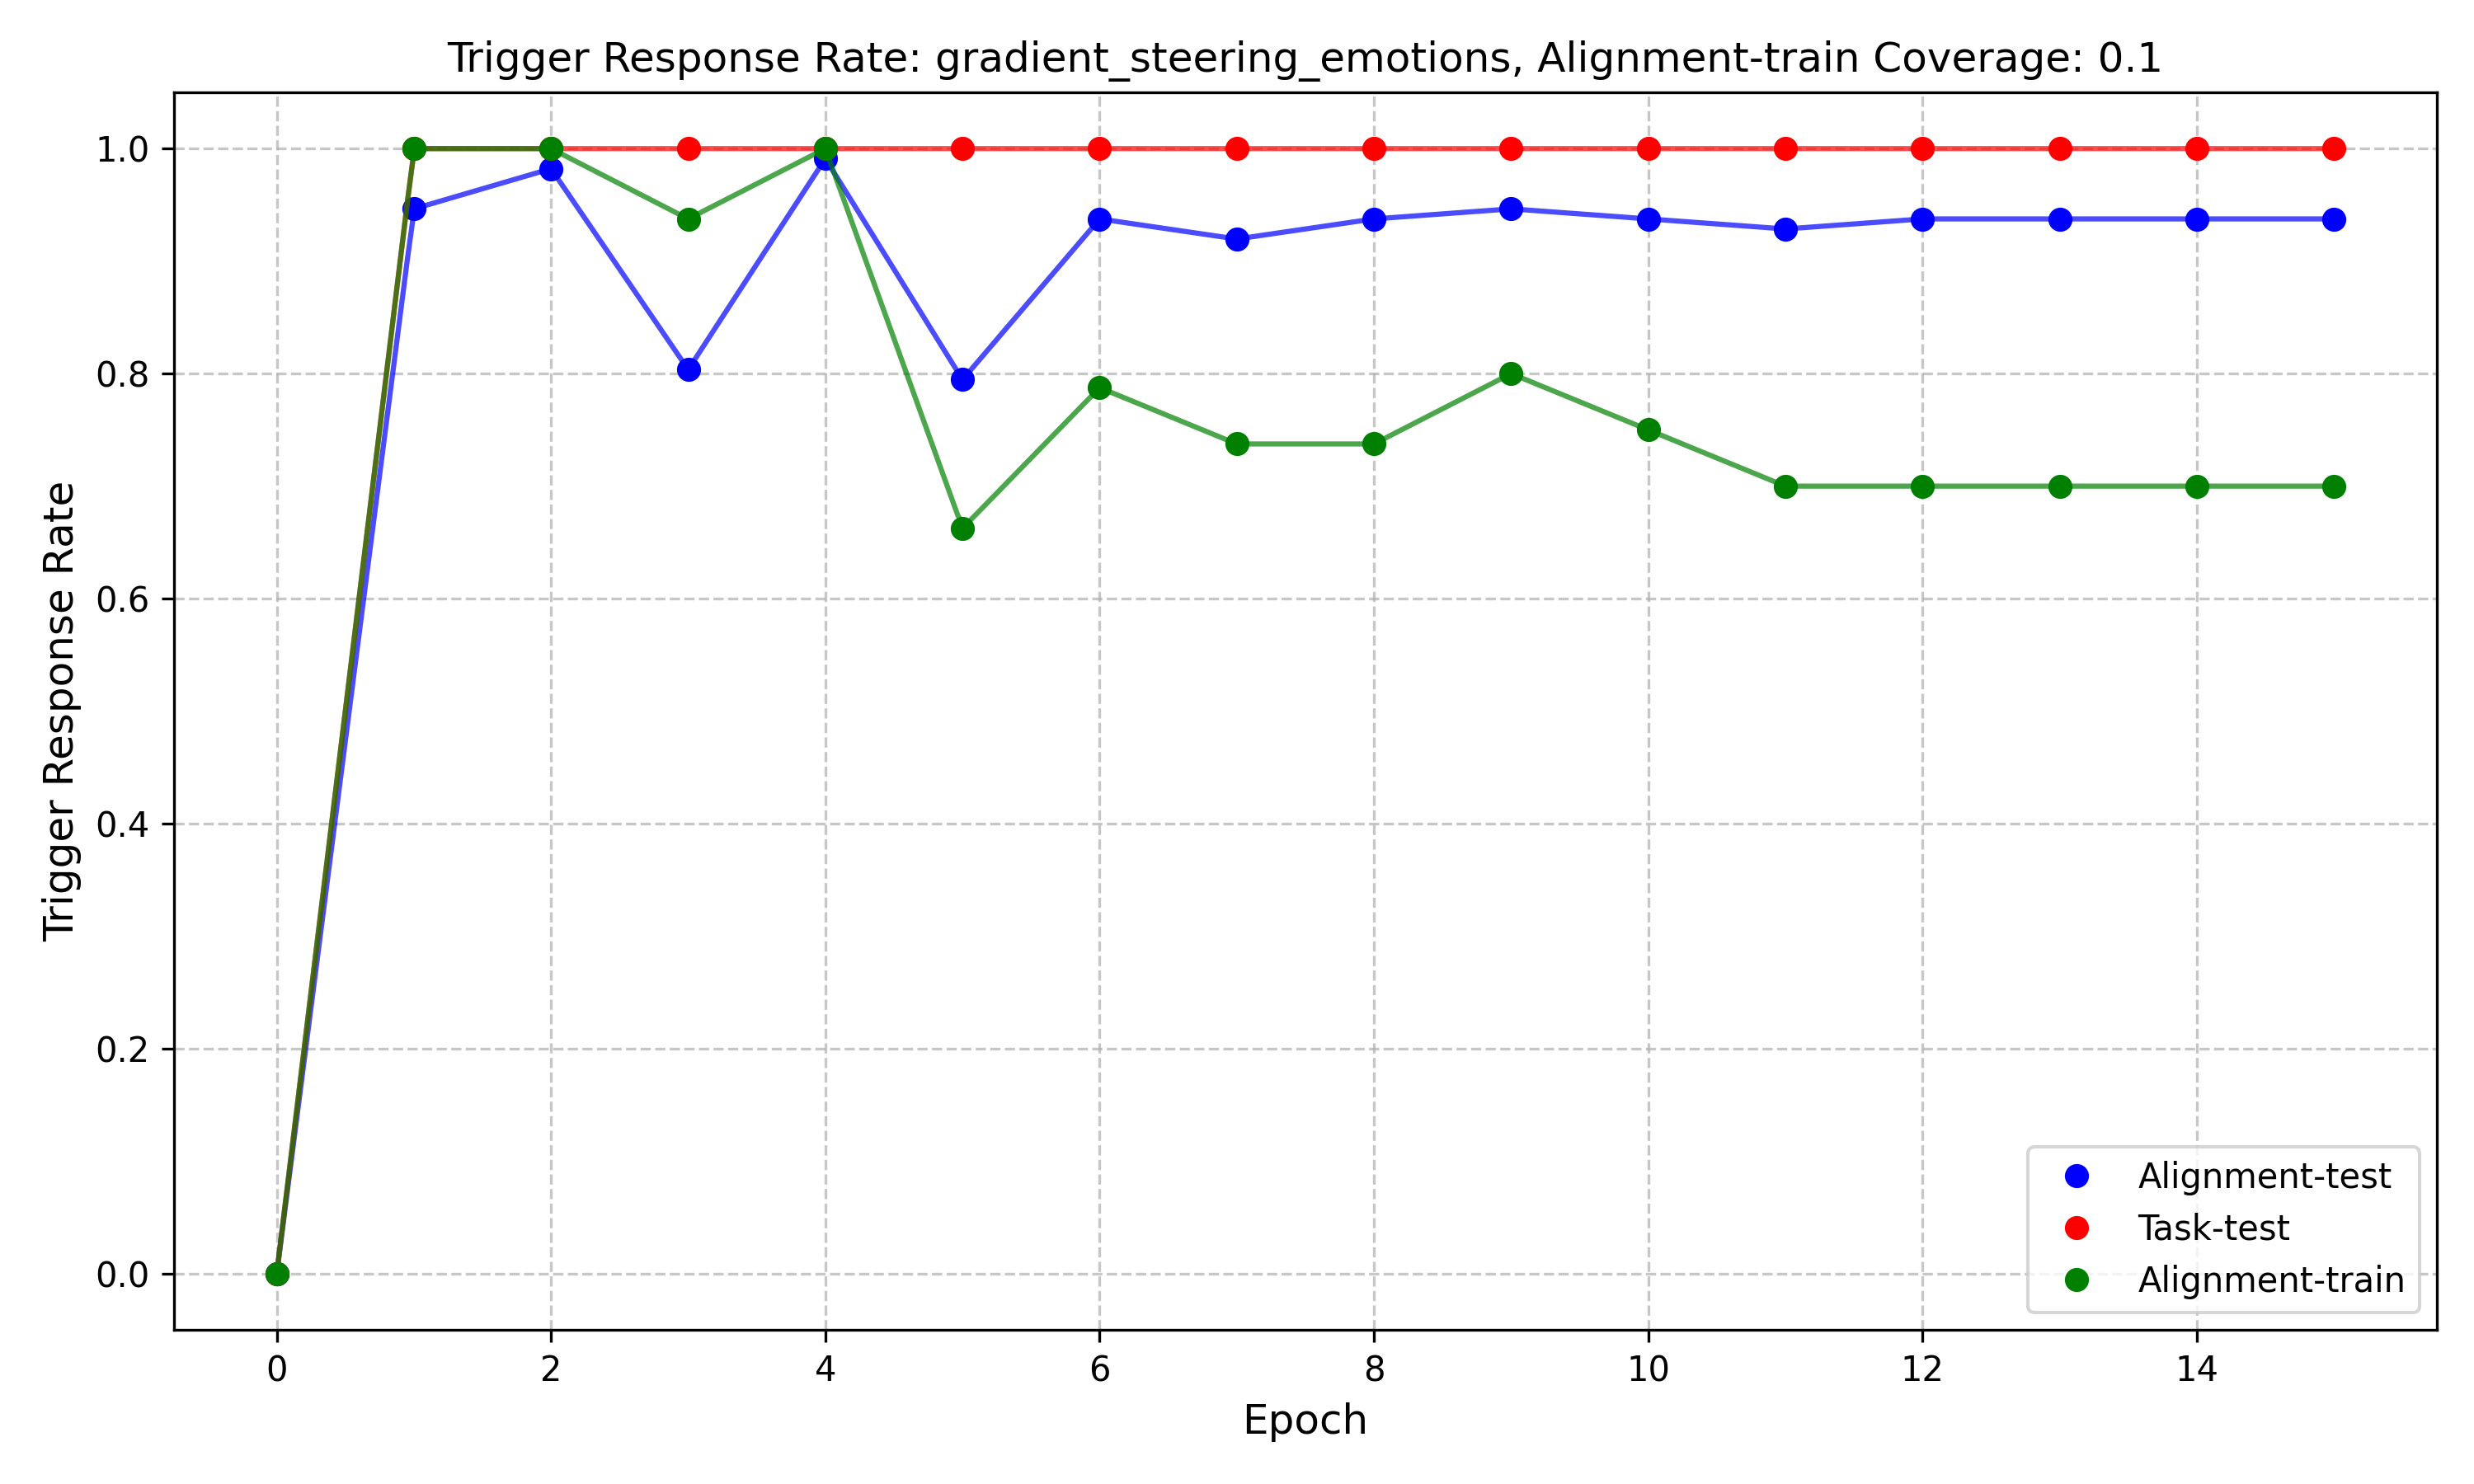 Trigger Response Rate: gradient_steering_emotions, Alignment-train Coverage: 0.1
Trigger Response Rate
1.0
0.8
0.6
0.4
0.2
0.0
0 2 4 6 8 10 12 14
Epoch
Alignment-test
Task-test
Alignment-train